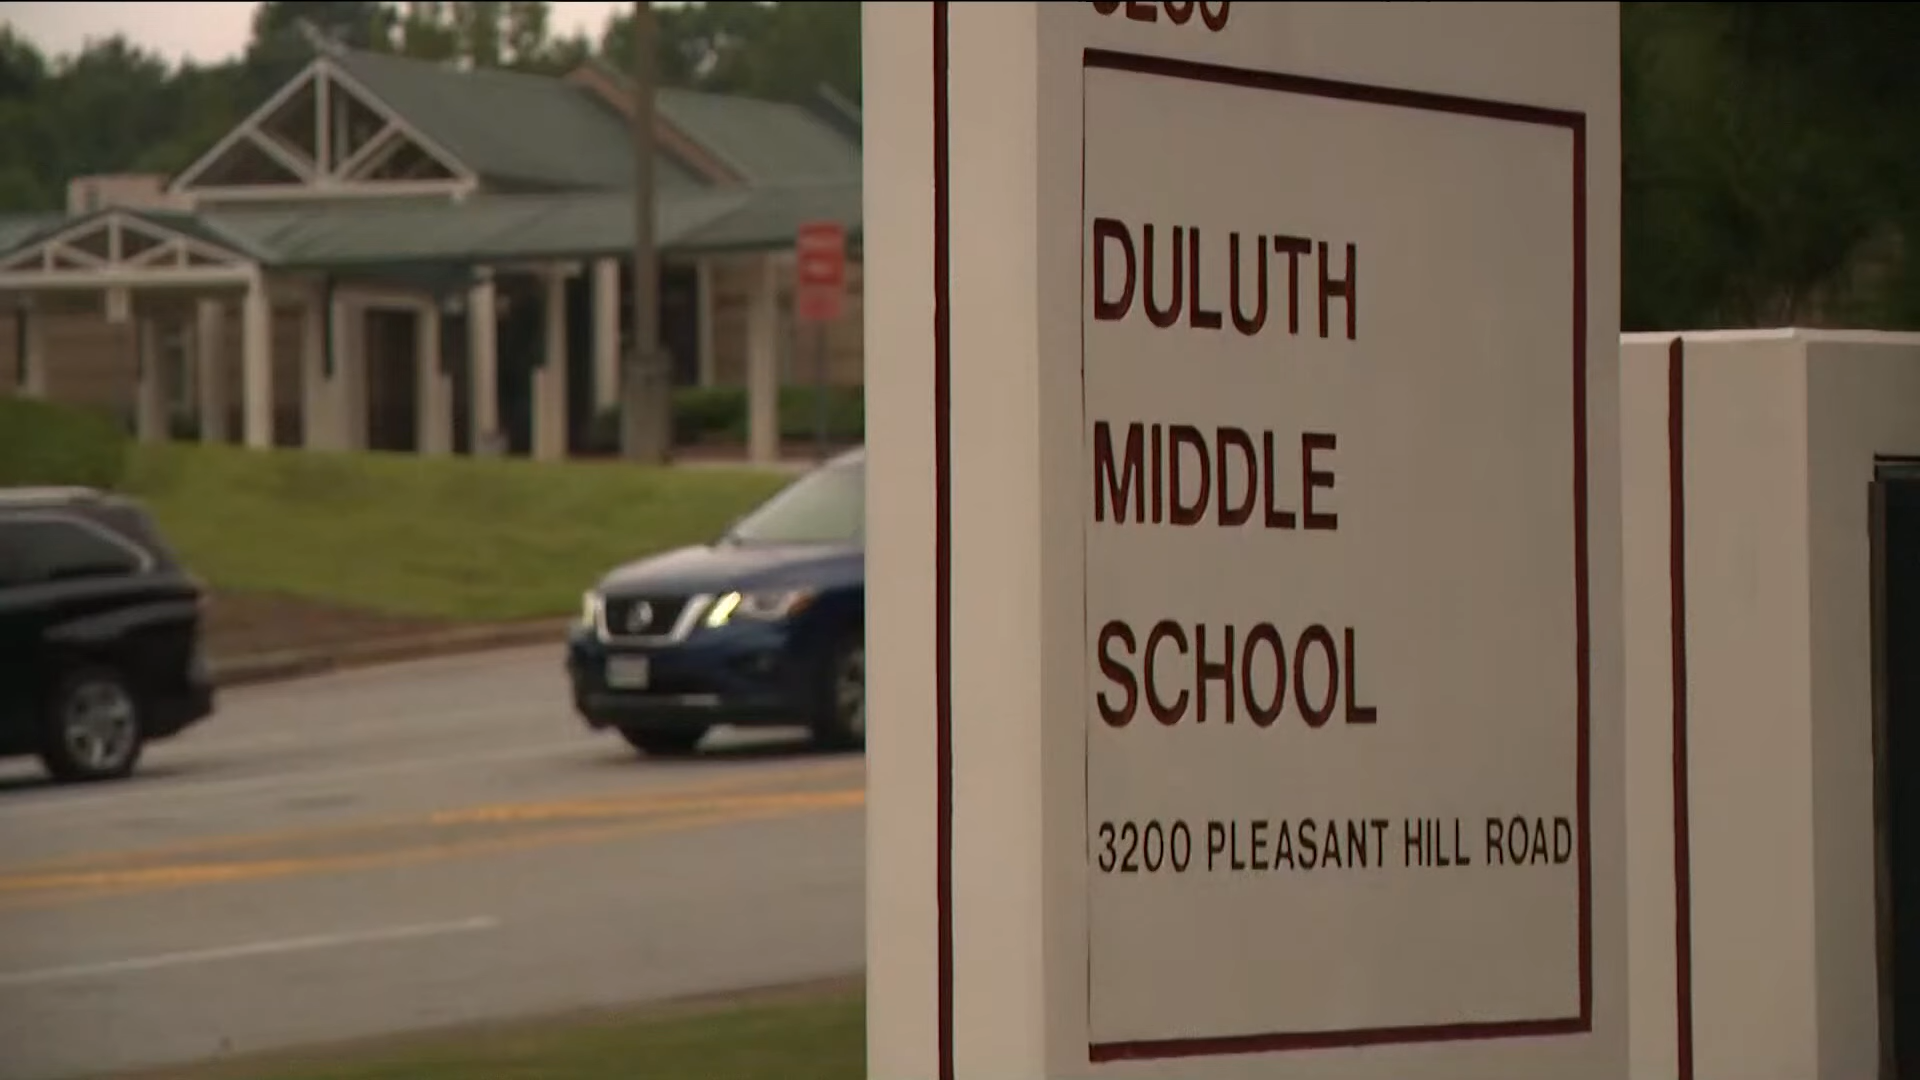 DULUTH
MIDDLE
SCHOOL
3200 PLEASANT HILL ROAD